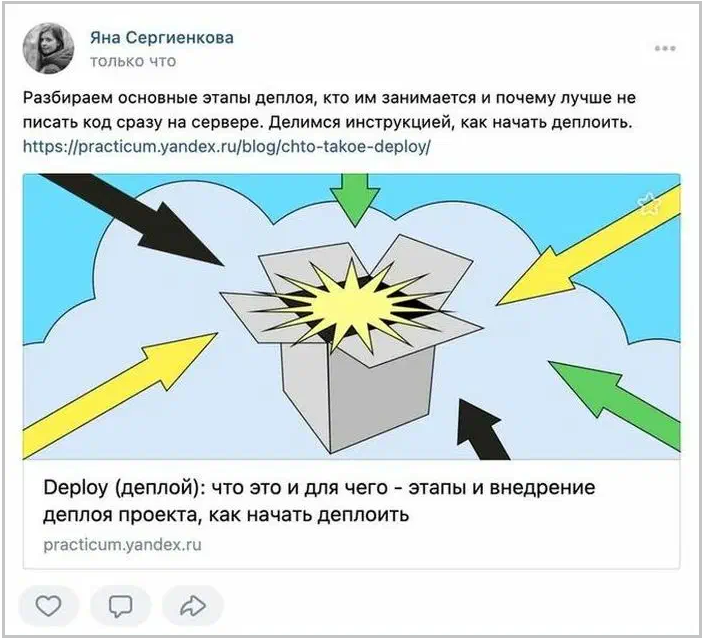 Яна Сергиенкова
только что
Разбираем основные этапы деплоя, кто им занимается и почему лучше не
писать код сразу на сервере. Делимся инструкцией, как начать деплоить.
https://practicum.yandex.ru/blog/chto-takoe-deploy/
Deploy (деплой): что это и для чего - этапы и внедрение
деплоя проекта, как начать деплоить
practicum.yandex.ru